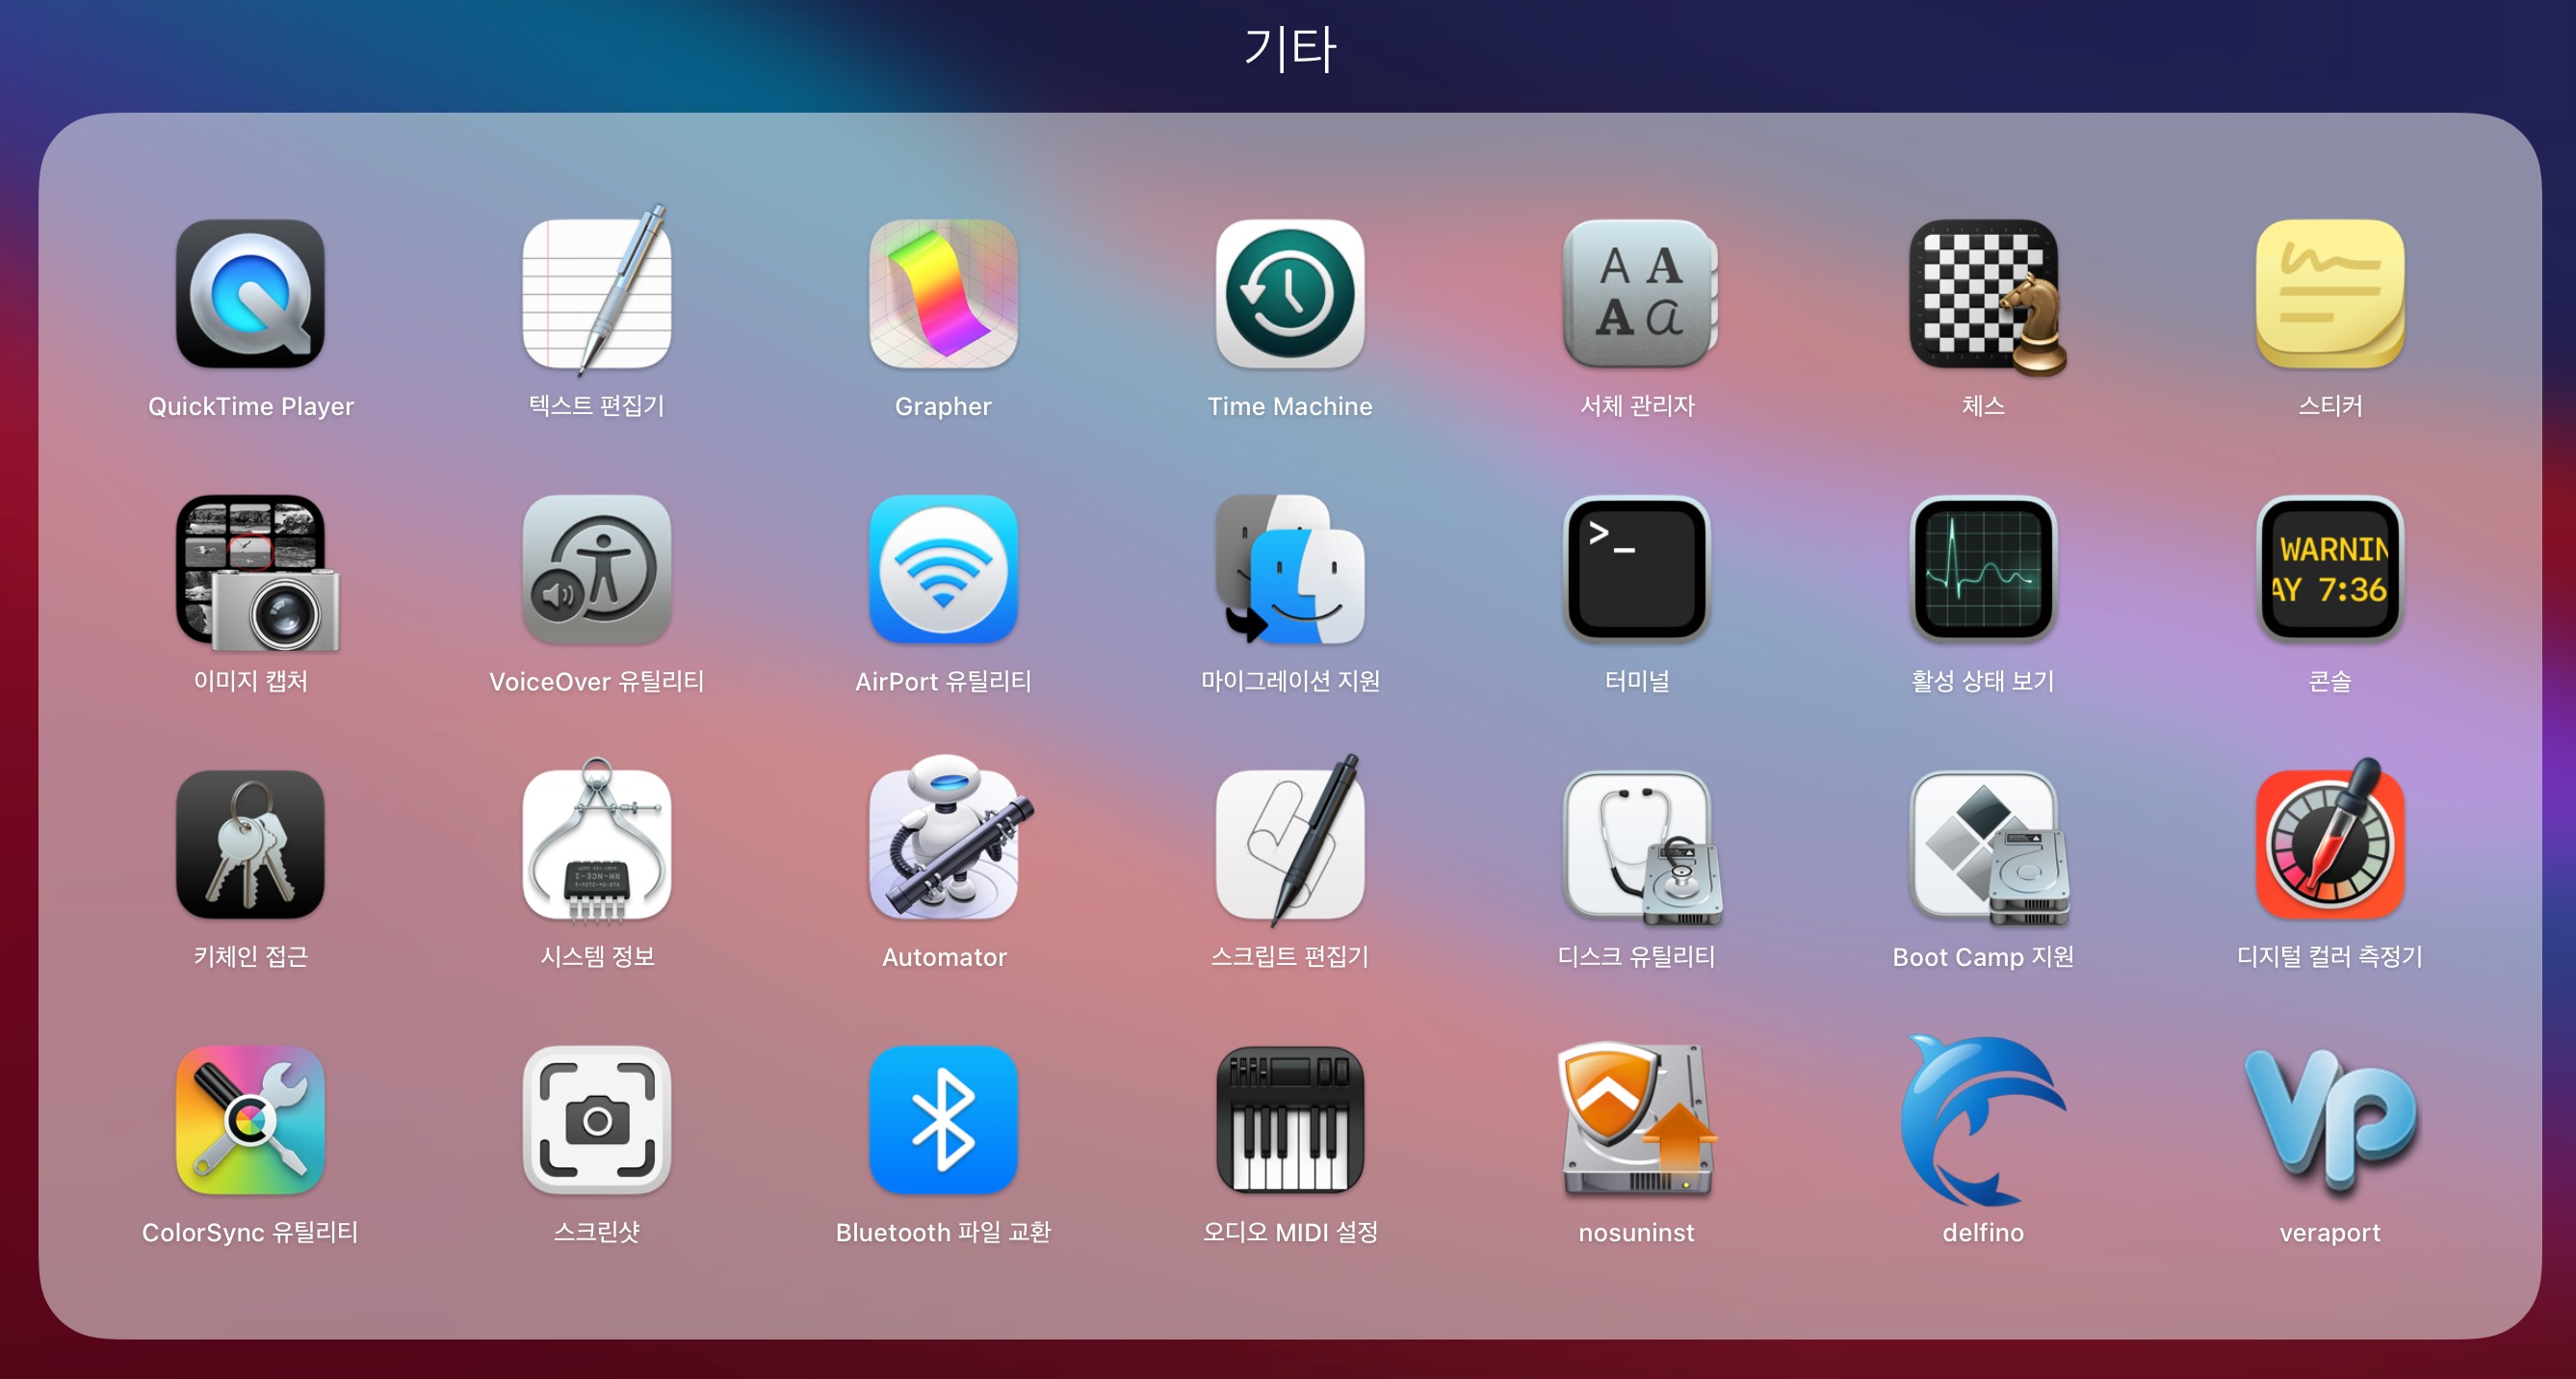 기타
QuickTime Player
텍스트 편집기
Grapher
Time Machine
A A
A a
서체 관리자
체스
스티커
이미지 캡처
VoiceOver 유틸리티
AirPort 유틸리티
마이그레이션 지원
>_
터미널
활성 상태 보기
WARNIN
AY 7:36
콘솔
키체인 접근
시스템 정보
Automator
스크립트 편집기
디스크 유틸리티
Boot Camp 지원
디지털 컬러 측정기
ColorSync 유틸리티
스크린샷
Bluetooth 파일 교환
오디오 MIDI 설정
nosuninst
delfino
VP
veraport